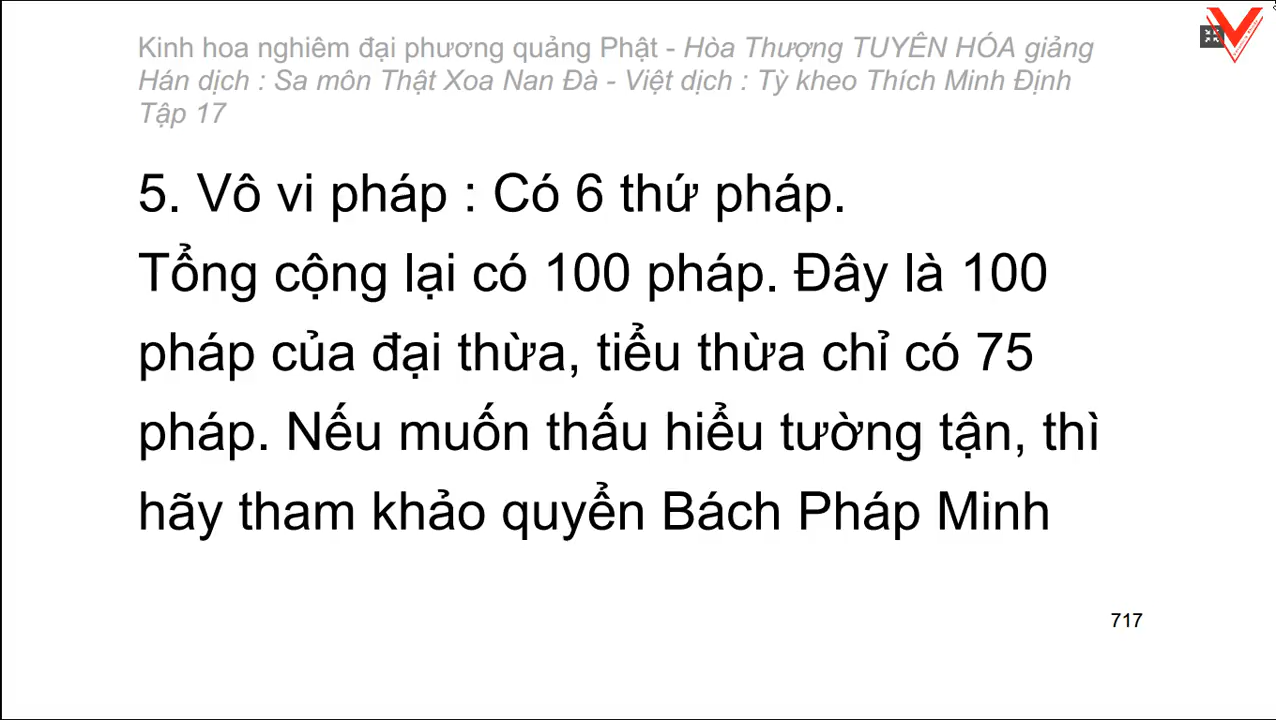 Kinh hoa nghiêm đại phương quảng Phật - Hòa Thượng TUYÊN HÓA giảng
Hán dịch : Sa môn Thật Xoa Nan Đà - Việt dịch : Tỳ kheo Thích Minh Định
Tập 17
5. Vô vi pháp : Có 6 thứ pháp.
Tổng cộng lại có 100 pháp. Đây là 100
pháp của đại thừa, tiểu thừa chỉ có 75
pháp. Nếu muốn thấu hiểu tường tận, thì
hãy tham khảo quyển Bách Pháp Minh
717